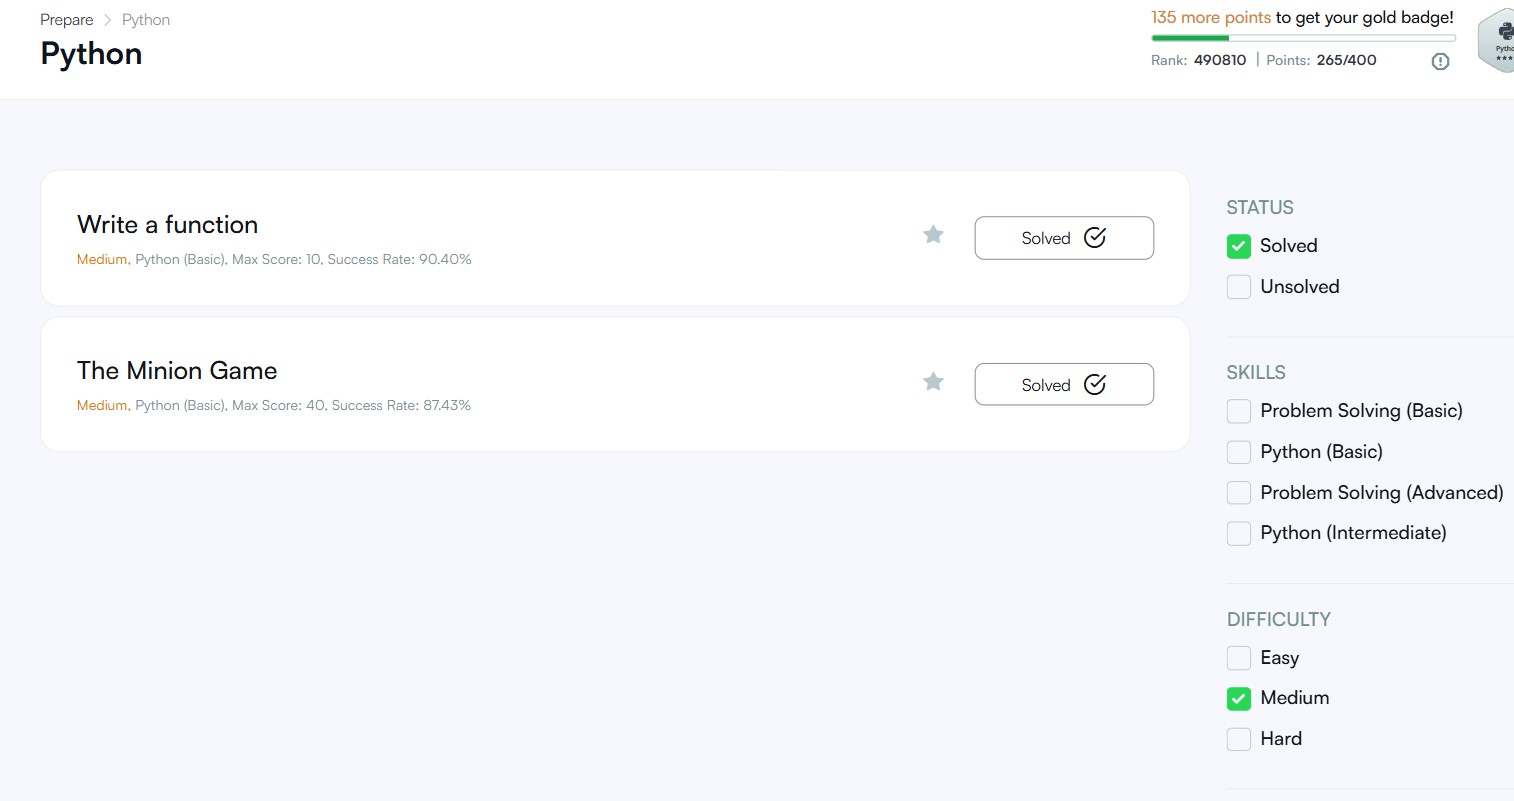 Prepare > Python
Python
135 more points to get your gold badge!
Rank: 490810 | Points: 265/400
Write a function
Medium, Python (Basic), Max Score: 10, Success Rate: 90.40%
Solved
The Minion Game
Medium, Python (Basic), Max Score: 40, Success Rate: 87.43%
Solved
STATUS
Solved
Unsolved
SKILLS
Problem Solving (Basic)
Python (Basic)
Problem Solving (Advanced)
Python (Intermediate)
DIFFICULTY
Easy
Medium
Hard